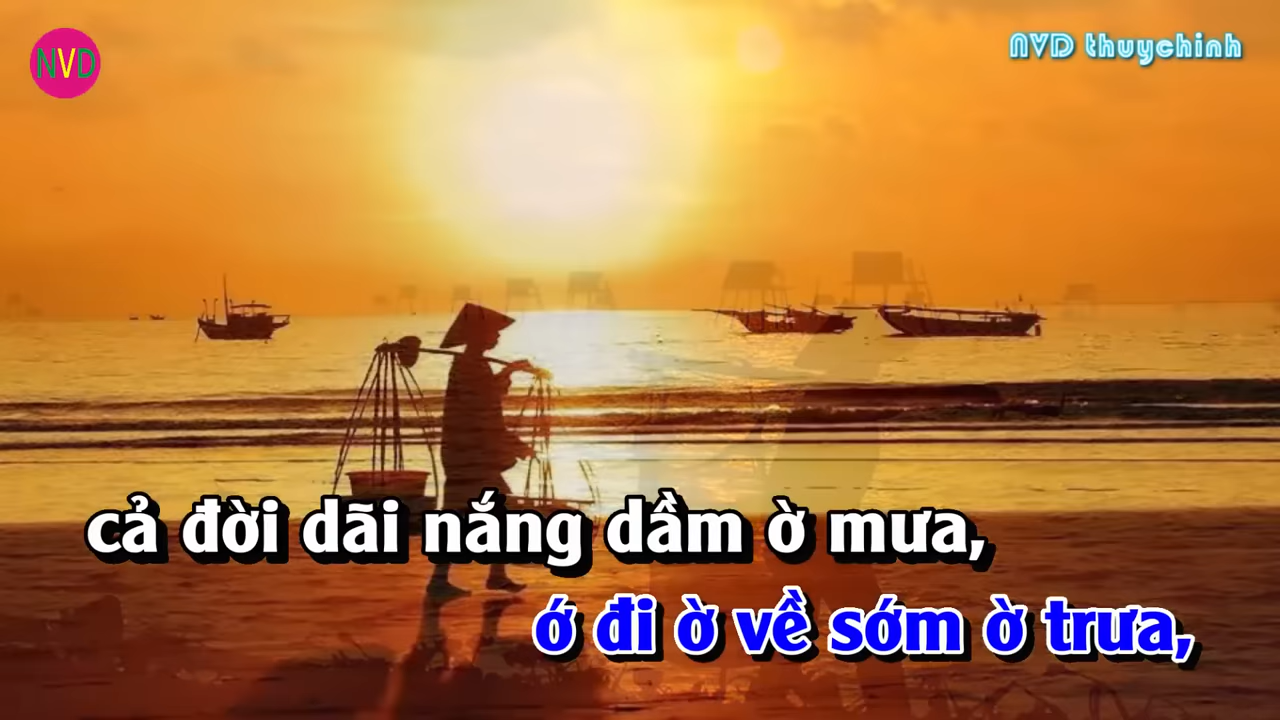 NVD
NVD thuychinh
cả đời dãi nắng dầm ờ mưa,
ớ đi ờ về sớm ờ trưa,